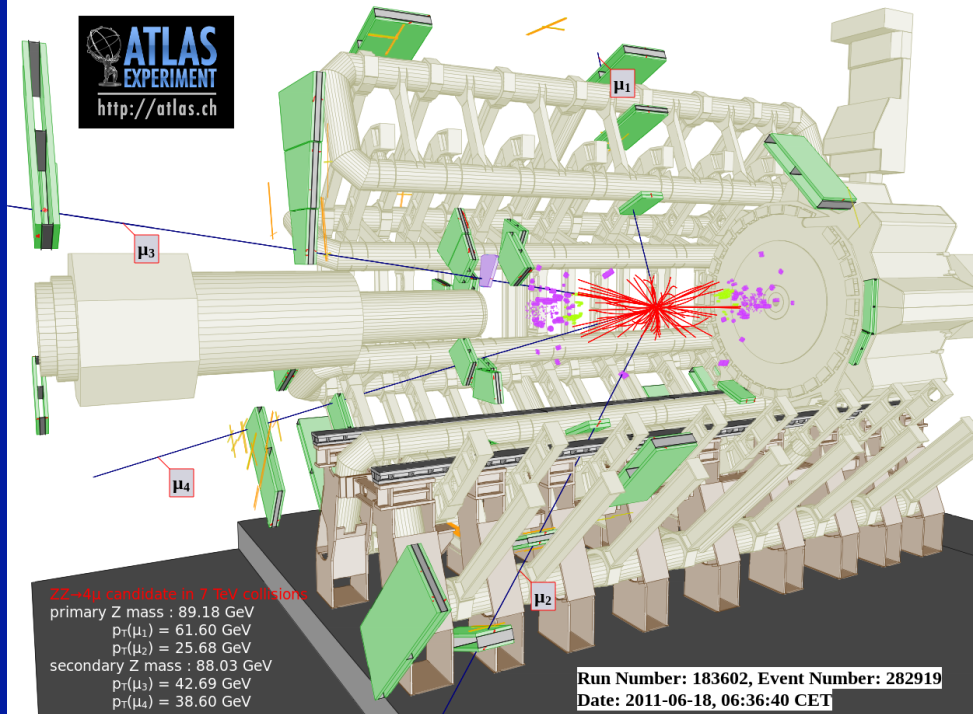 ATLAS
EXPERIMENT
http://atlas.ch
μ₁
μ₃
μ₄
μ₂
ZZ→4μ candidate in 7 TeV collisions
primary Z mass : 89.18 GeV
pT(μ₁) = 61.60 GeV
pT(μ₂) = 25.68 GeV
secondary Z mass : 88.03 GeV
pT(μ₃) = 42.69 GeV
pT(μ₄) = 38.60 GeV
Run Number: 183602, Event Number: 282919
Date: 2011-06-18, 06:36:40 CET